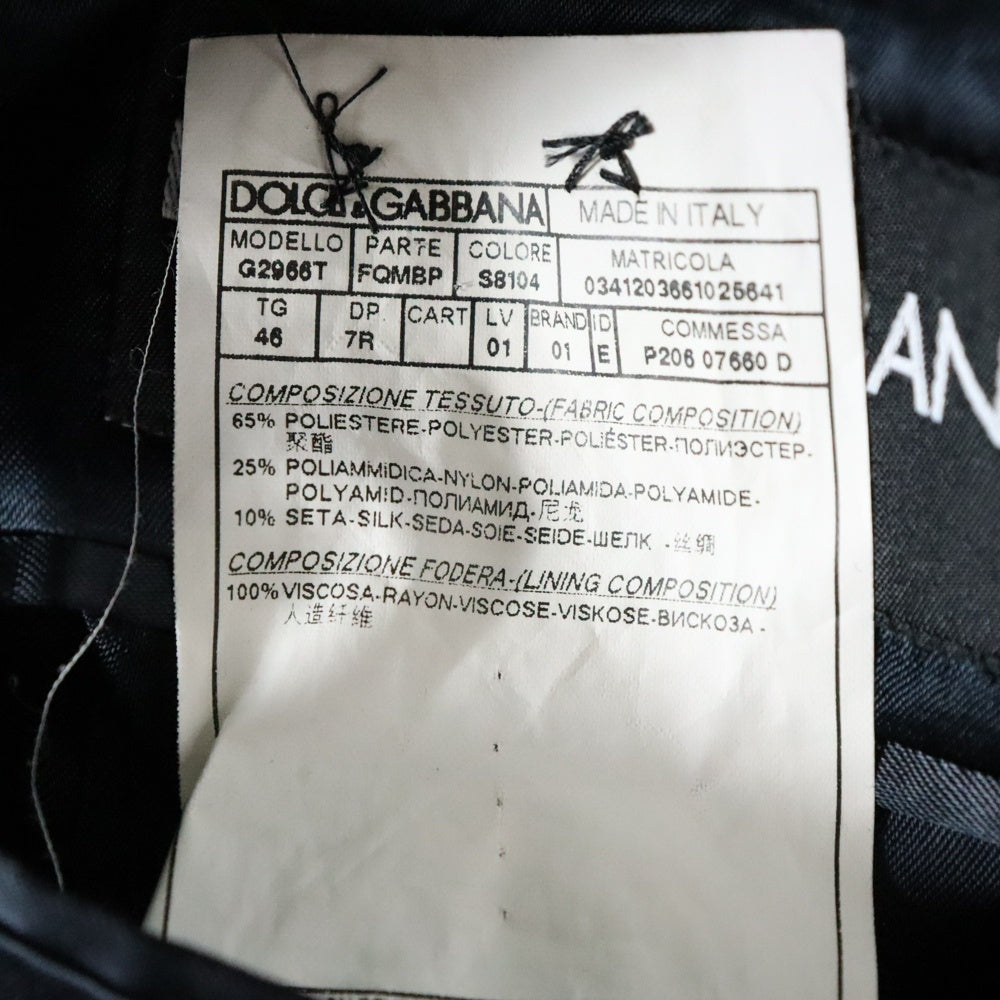 DOLCE & GABBANA MADE IN ITALY
MODELLO PARTE COLORE MATRICOLA
G2966T FQMBP S8104 0341203661025641
TG DP. CART LV BRAND ID COMMESSA
46 7R 01 01 E P206 07660 D
COMPOSIZIONE TESSUTO-(FABRIC COMPOSITION)
65% POLIESTERE-POLYESTER-POLIÉSTER-ПОЛИЭСТЕР-
聚酯
25% POLIAMMIDICA-NYLON-POLIAMIDA-POLYAMIDE-
POLYAMID-ПОЛИАМИД-尼龙
10% SETA-SILK-SEDA-SOIE-SEIDE-ШЕЛК -丝绸
COMPOSIZIONE FODERA-(LINING COMPOSITION)
100% VISCOSA-RAYON-VISCOSE-VISKOSE-ВИСКОЗА -
人造纤维
AN